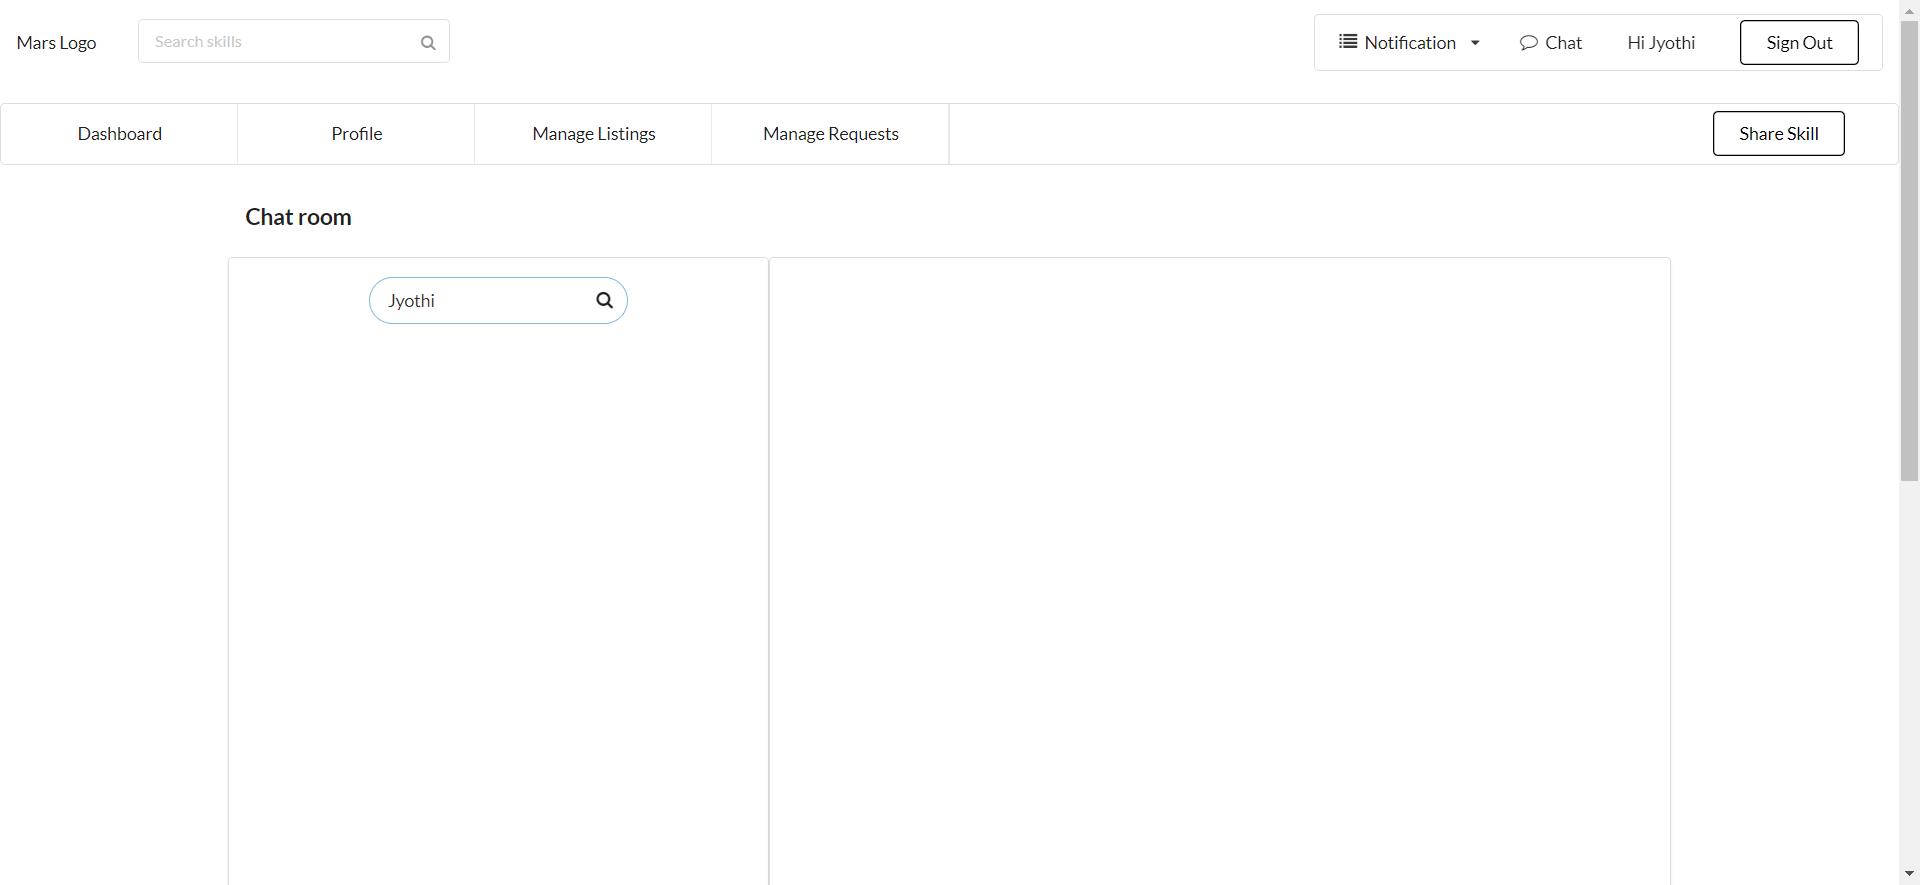 Mars Logo
Search skills
Notification
Chat
Hi Jyothi
Sign Out
Dashboard
Profile
Manage Listings
Manage Requests
Share Skill
Chat room
Jyothi